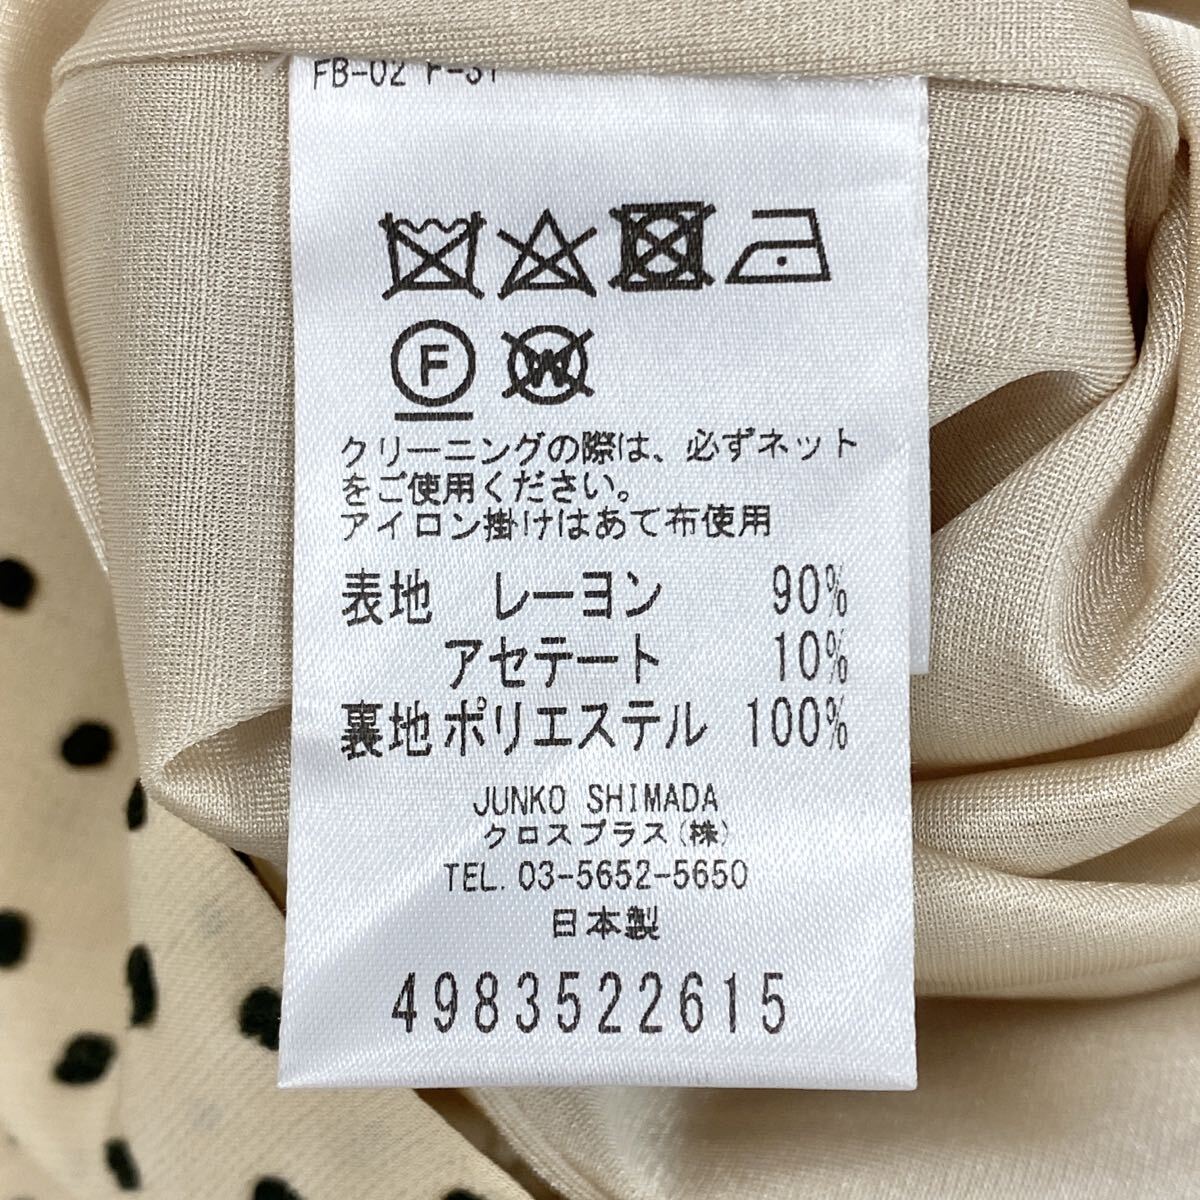 FB-02 F-31
F W
クリーニングの際は、必ずネット
をご使用ください。
アイロン掛けはあて布使用
表地 レーヨン 90%
アセテート 10%
裏地 ポリエステル 100%
JUNKO SHIMADA
クロスプラス(株)
TEL. 03-5652-5650
日本製
4983522615